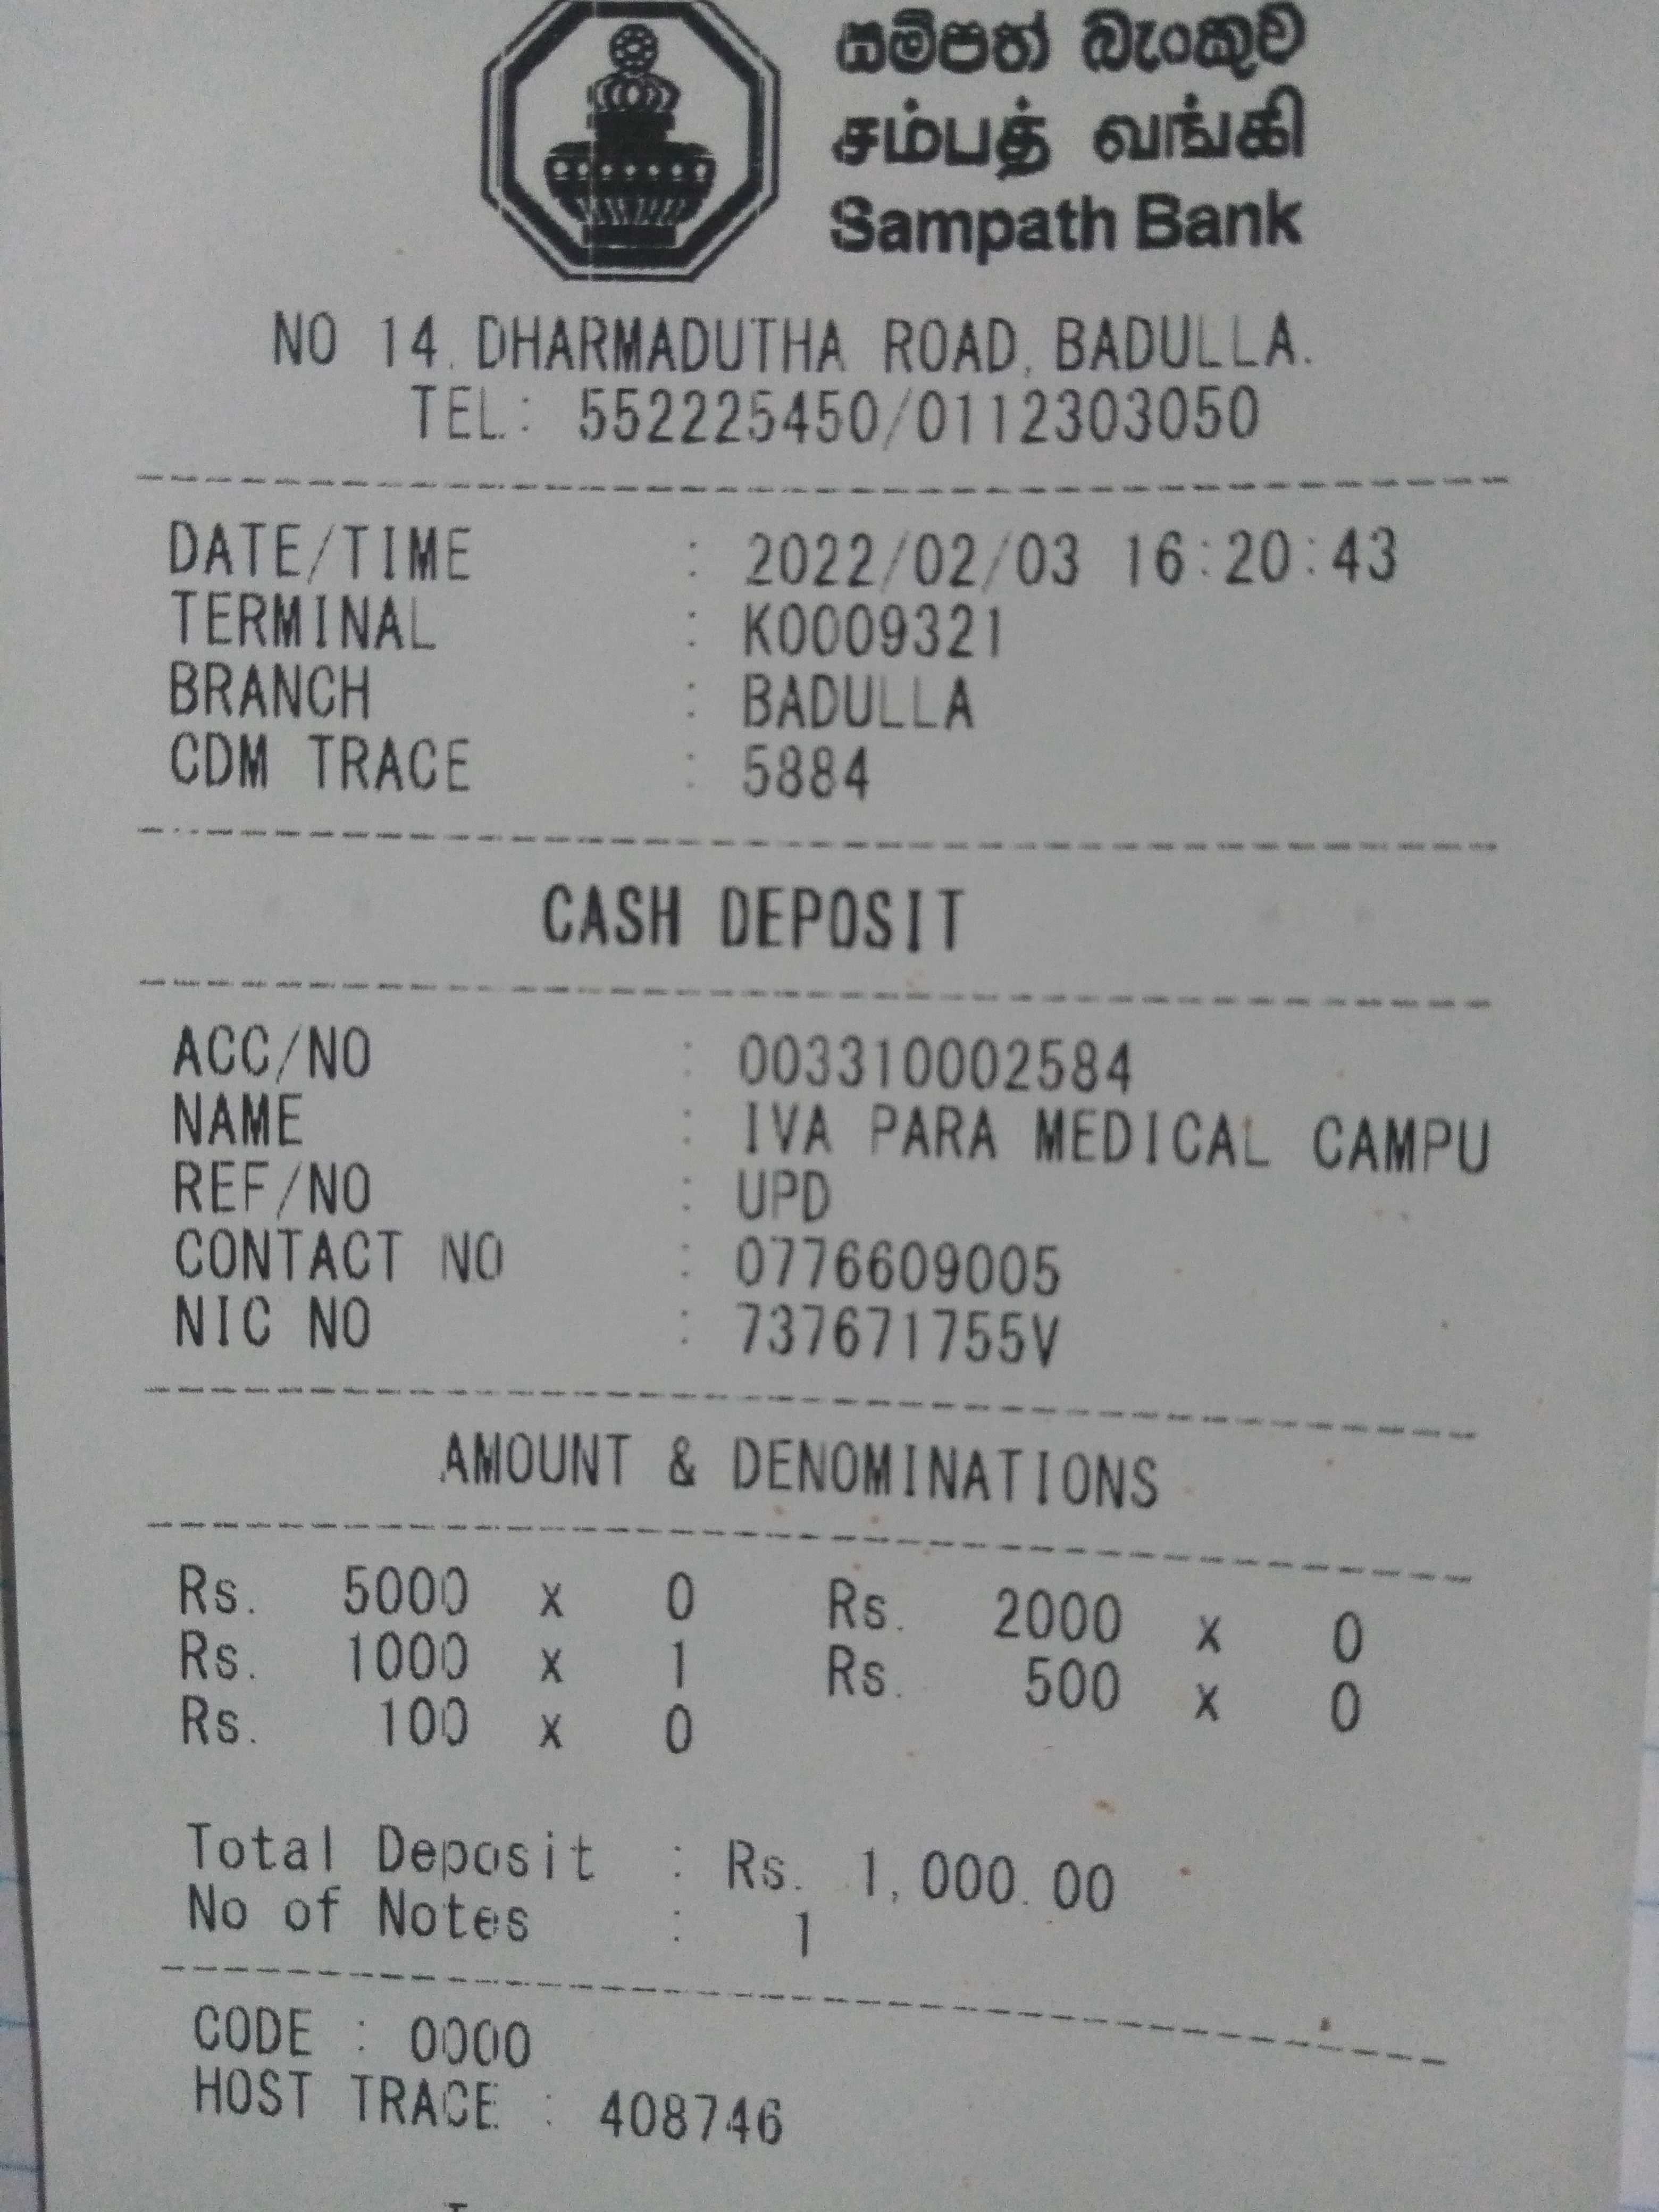 සම්පත් බැංකුව
சம்பத் வங்கி
Sampath Bank
NO 14, DHARMADUTHA ROAD, BADULLA.
TEL: 552225450/0112303050
DATE/TIME : 2022/02/03 16:20:43
TERMINAL : K0009321
BRANCH : BADULLA
CDM TRACE : 5884
CASH DEPOSIT
ACC/NO : 003310002584
NAME : IVA PARA MEDICAL CAMPU
REF/NO : UPD
CONTACT NO : 0776609005
NIC NO : 737671755V
AMOUNT & DENOMINATIONS
Rs. 5000 x 0 Rs. 2000 x 0
Rs. 1000 x 1 Rs. 500 x 0
Rs. 100 x 0
Total Deposit : Rs. 1,000.00
No of Notes : 1
CODE : 0000
HOST TRACE : 408746